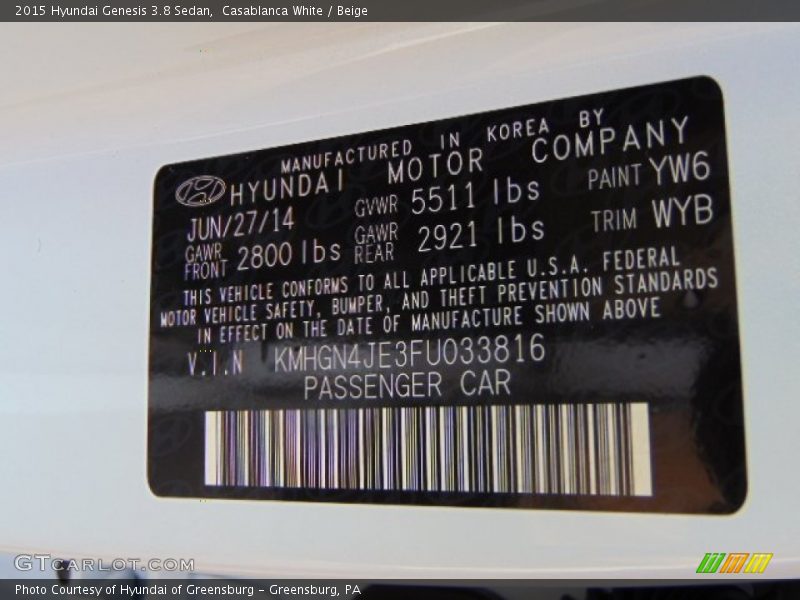 2015 Hyundai Genesis 3.8 Sedan,  Casablanca White / Beige
MANUFACTURED IN KOREA BY
HYUNDAI MOTOR COMPANY
JUN/27/14 GVWR 5511 lbs PAINT YW6
GAWR FRONT 2800 lbs GAWR REAR 2921 lbs TRIM WYB
THIS VEHICLE CONFORMS TO ALL APPLICABLE U.S.A. FEDERAL
MOTOR VEHICLE SAFETY, BUMPER, AND THEFT PREVENTION STANDARDS
IN EFFECT ON THE DATE OF MANUFACTURE SHOWN ABOVE
V.I.N KMHGN4JE3FU033816
PASSENGER CAR
GTCARLOT.COM
Photo Courtesy of Hyundai of Greensburg – Greensburg, PA